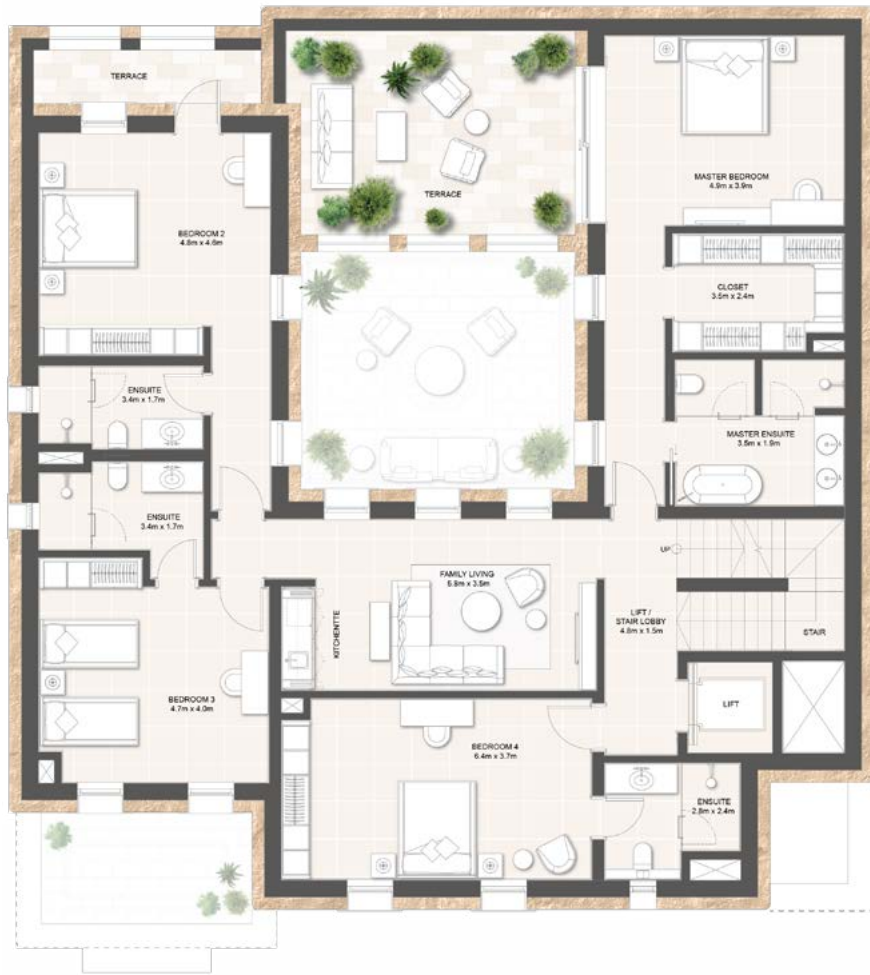 TERRACE
TERRACE
MASTER BEDROOM
4.9m x 3.9m
BEDROOM 2
4.8m x 4.6m
CLOSET
3.5m x 2.4m
ENSUITE
3.4m x 1.7m
MASTER ENSUITE
3.5m x 1.9m
ENSUITE
3.4m x 1.7m
UP
FAMILY LIVING
5.8m x 3.5m
KITCHENTTE
LIFT /
STAIR LOBBY
4.8m x 1.5m
STAIR
BEDROOM 3
4.7m x 4.0m
LIFT
BEDROOM 4
6.4m x 3.7m
ENSUITE
2.8m x 2.4m